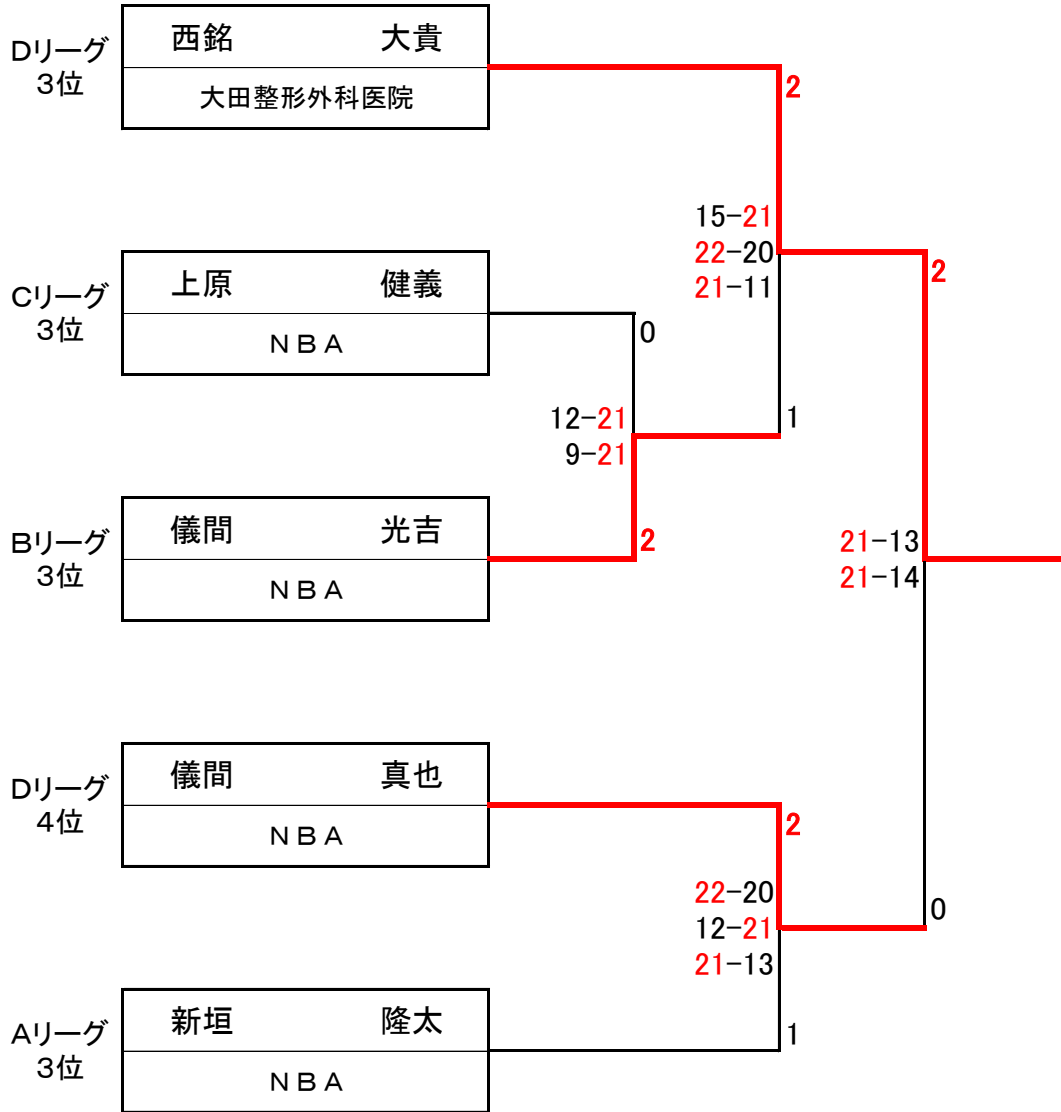 Dリーグ
3位
西銘 大貴
大田整形外科医院
2
15-21
22-20
21-11
2
Cリーグ
3位
上原 健義
NBA
0
12-21
9-21
1
Bリーグ
3位
儀間 光吉
NBA
2
21-13
21-14
Dリーグ
4位
儀間 真也
NBA
2
22-20
12-21
21-13
0
Aリーグ
3位
新垣 隆太
NBA
1